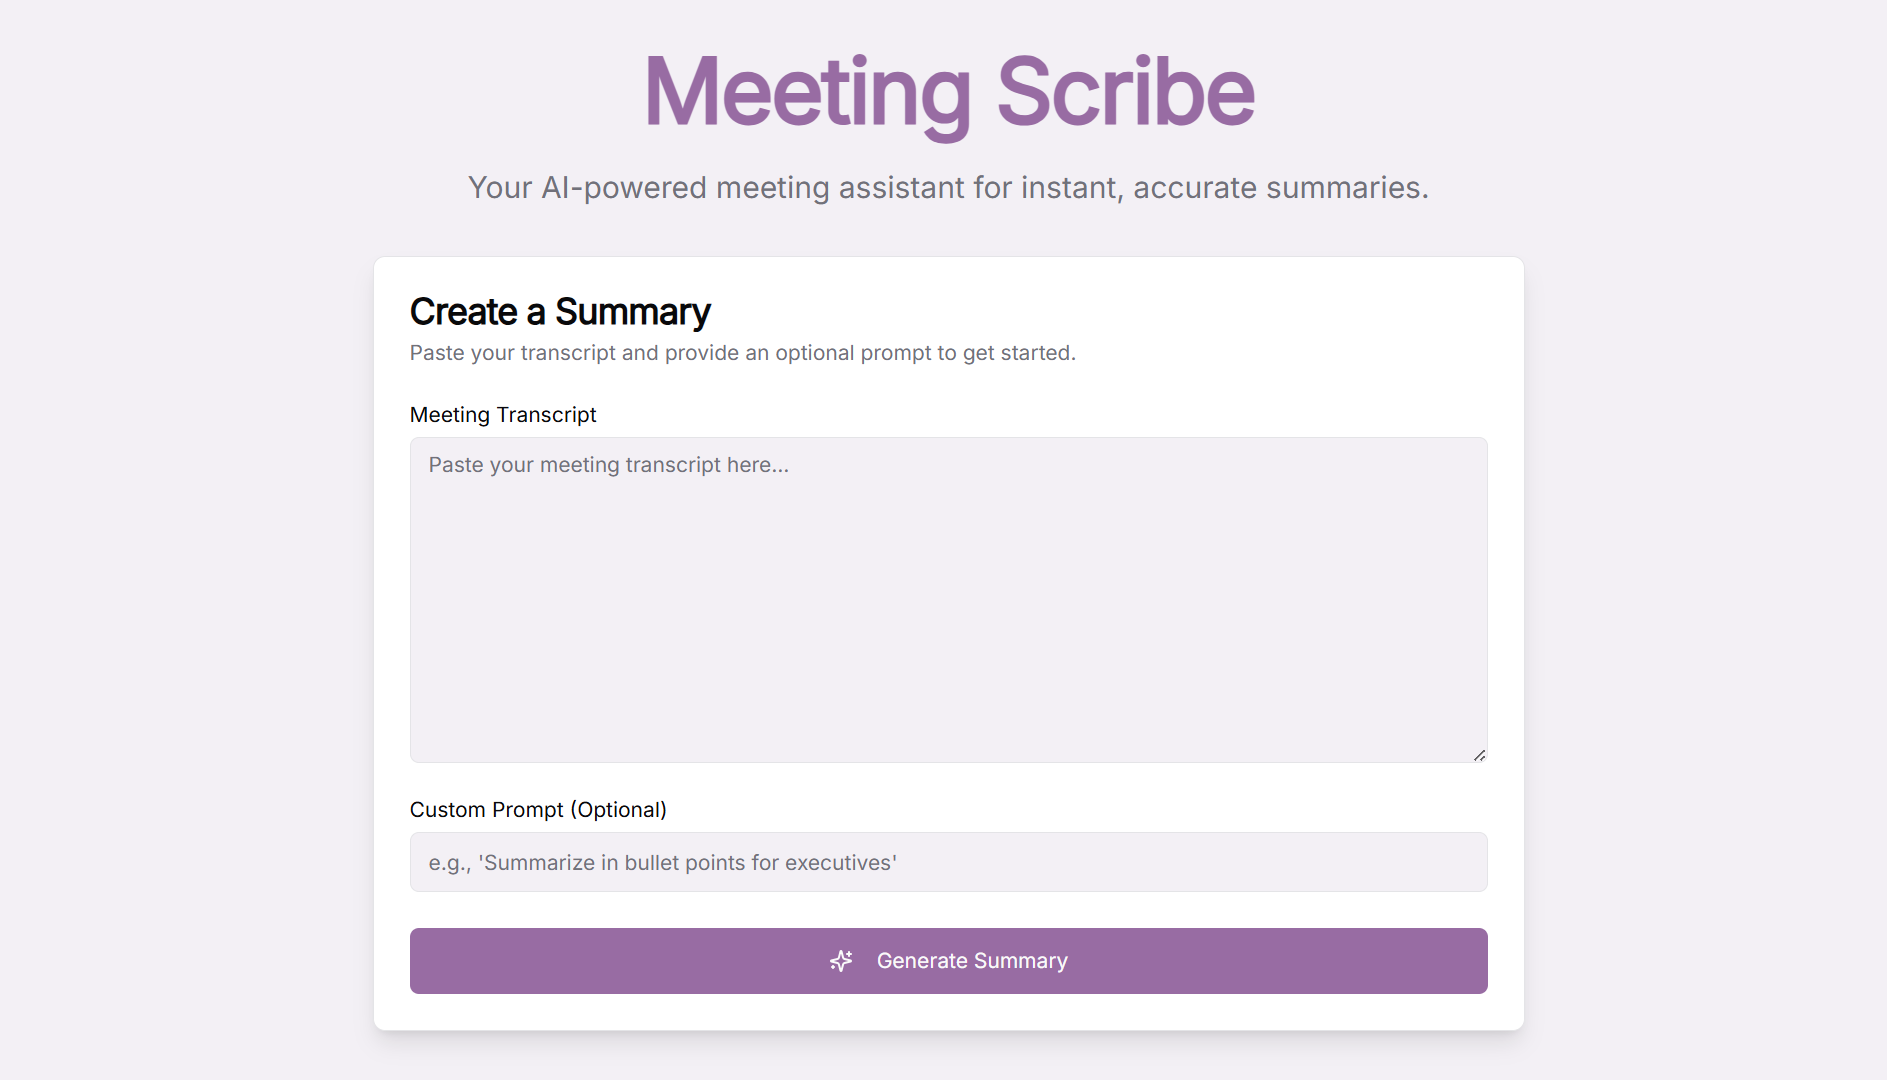 Meeting Scribe
Your AI-powered meeting assistant for instant, accurate summaries.
Create a Summary
Paste your transcript and provide an optional prompt to get started.
Meeting Transcript
Paste your meeting transcript here...
Custom Prompt (Optional)
e.g., 'Summarize in bullet points for executives'
Generate Summary